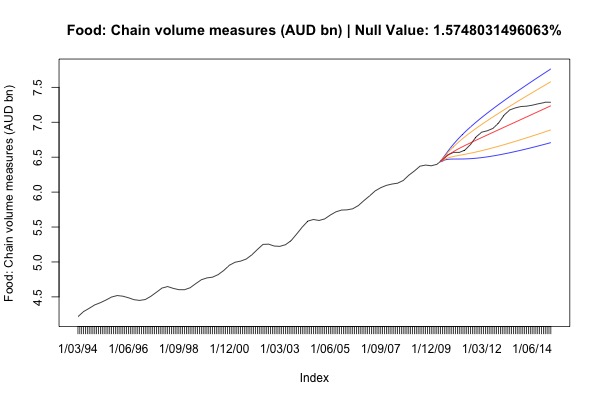 Food: Chain volume measures (AUD bn) | Null Value: 1.5748031496063%
Food: Chain volume measures (AUD bn)
7.5
7.0
6.5
6.0
5.5
5.0
4.5
1/03/94 1/06/96 1/09/98 1/12/00 1/03/03 1/06/05 1/09/07 1/12/09 1/03/12 1/06/14
Index